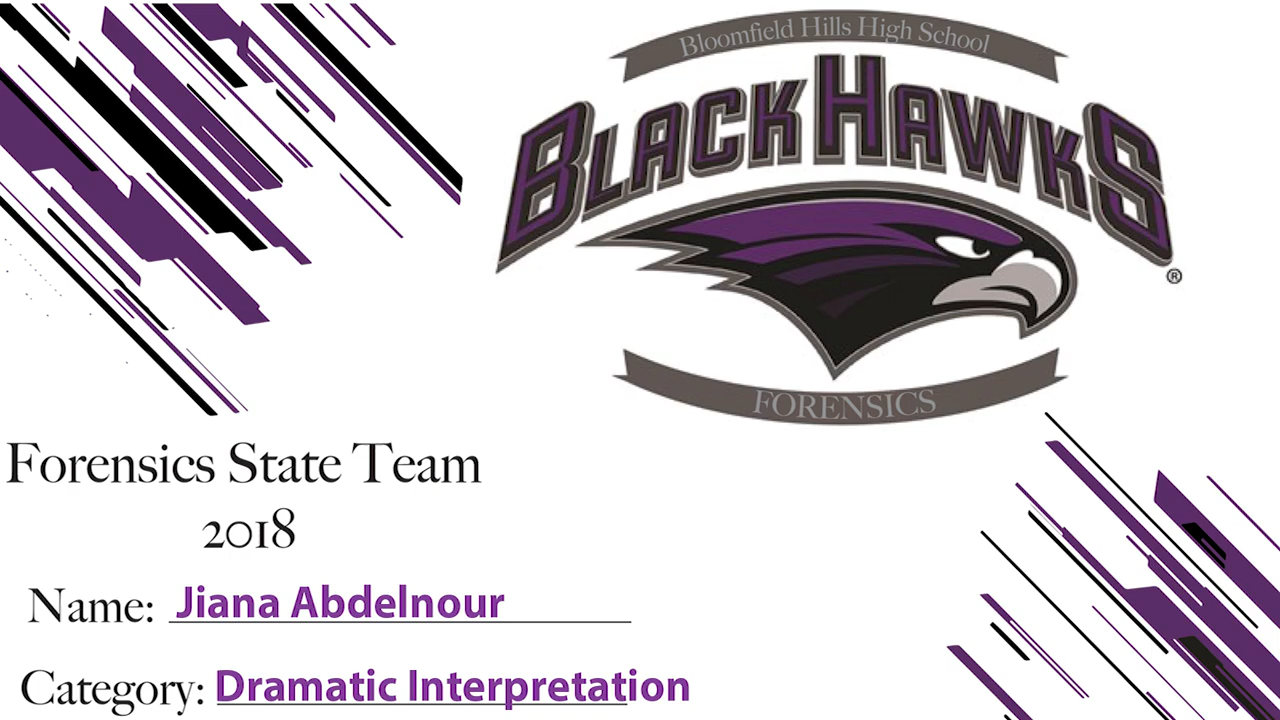 Bloomfield Hills High School
BLACKHAWKS
®
FORENSICS
Forensics State Team
2018
Name: Jiana Abdelnour
Category: Dramatic Interpretation